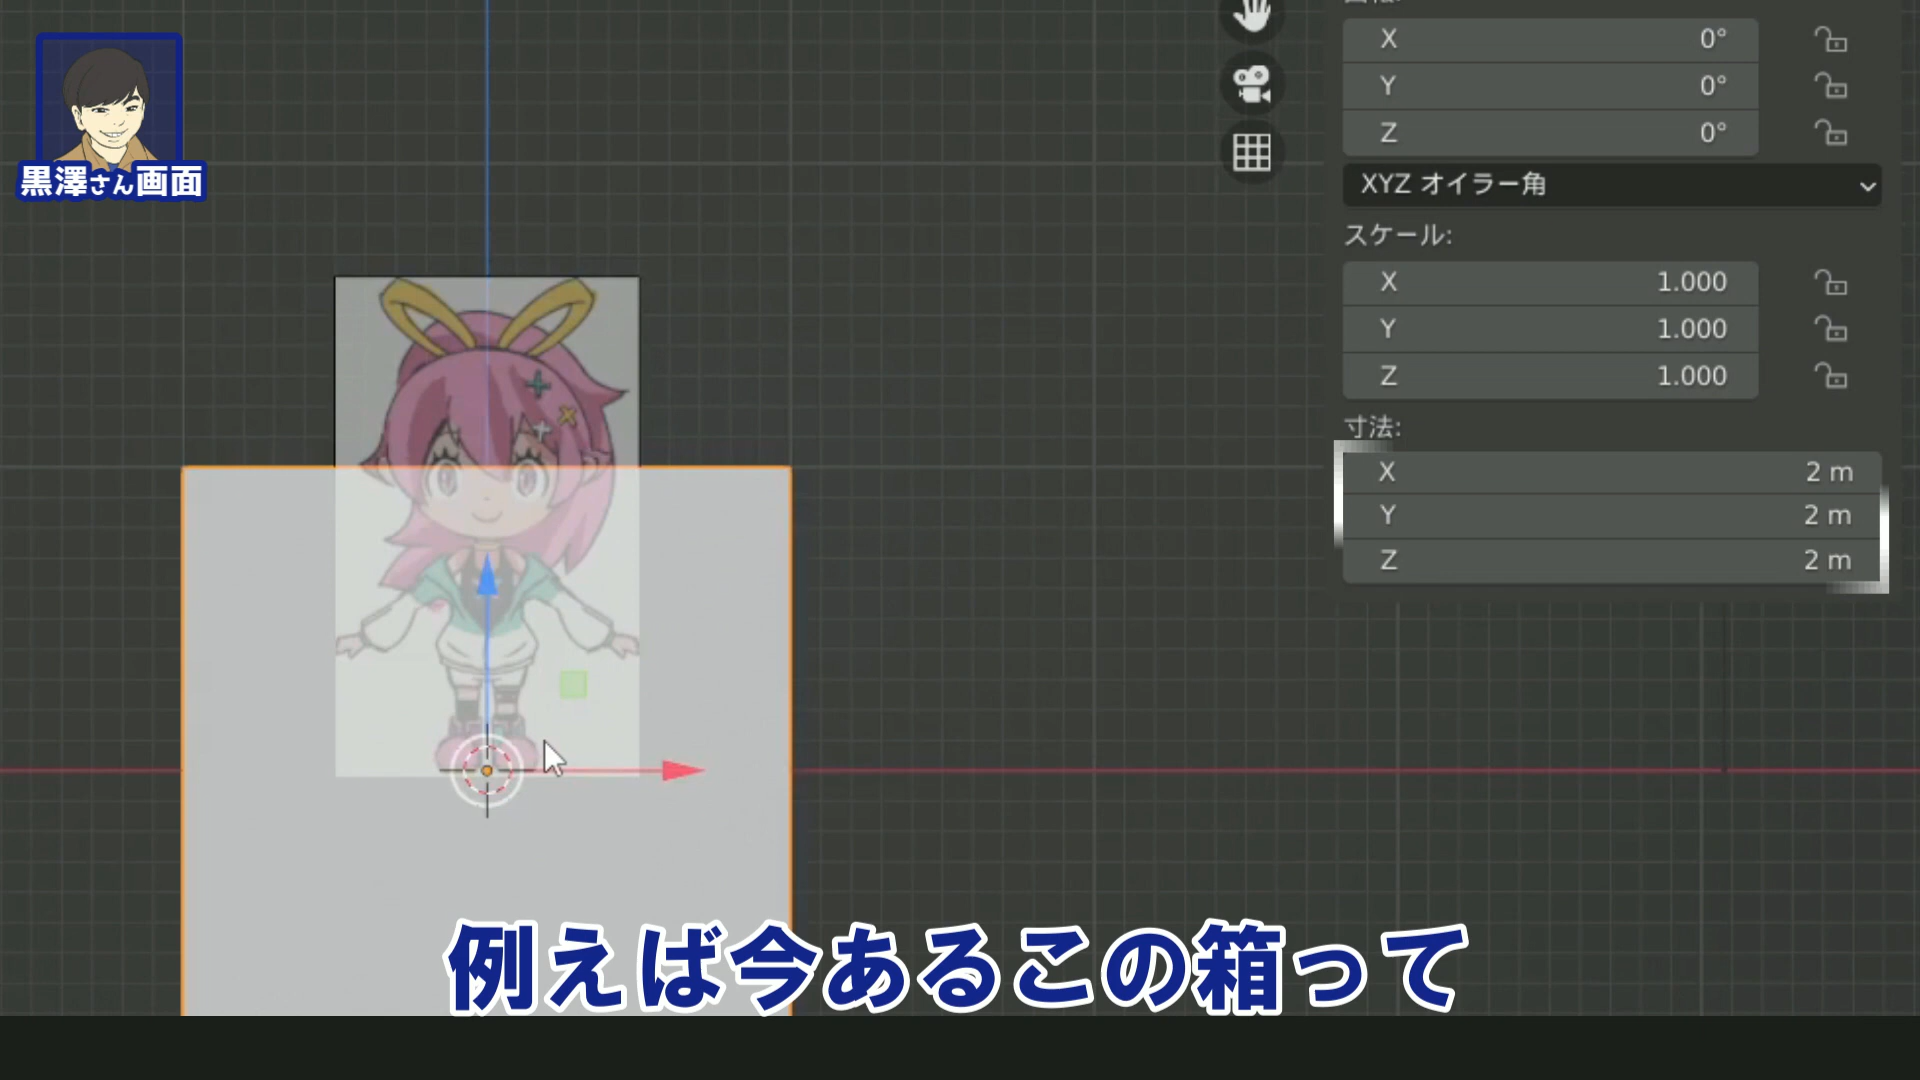 黒澤さん画面
X 0°
Y 0°
Z 0°
XYZ オイラー角
スケール:
X 1.000
Y 1.000
Z 1.000
寸法:
X 2 m
Y 2 m
Z 2 m
例えば今あるこの箱って